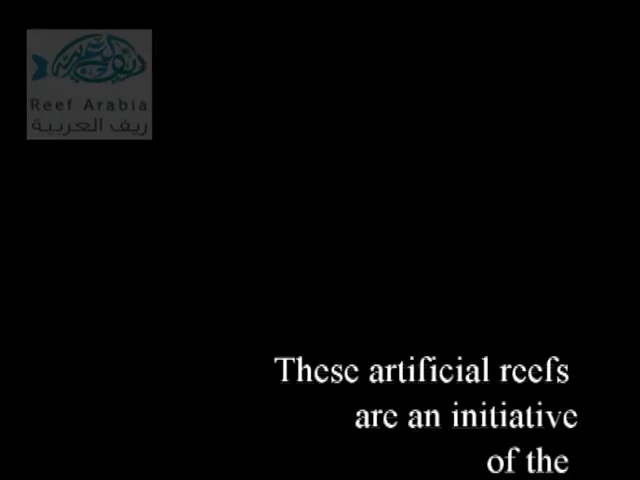 Reef Arabia
ريف العربية
These artificial reefs
are an initiative
of the